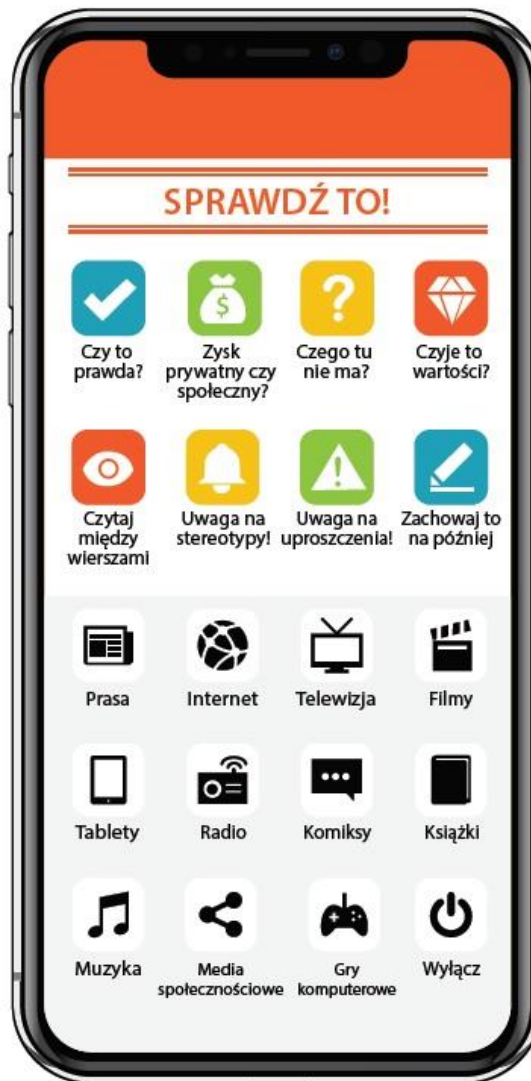 SPRAWDŹ TO!
Czy to
prawda?
Zysk
prywatny czy
społeczny?
Czego tu
nie ma?
Czyje to
wartości?
Czytaj
między
wierszami
Uwaga na
stereotypy!
Uwaga na
uproszczenia!
Zachowaj to
na później
Prasa
Internet
Telewizja
Filmy
Tablety
Radio
Komiksy
Książki
Muzyka
Media
społecznościowe
Gry
komputerowe
Wyłącz